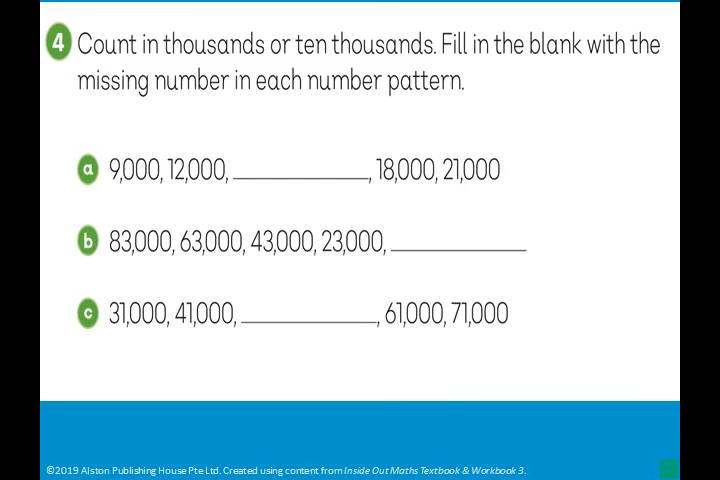 4 Count in thousands or ten thousands. Fill in the blank with the
missing number in each number pattern.
a 9,000, 12,000, ____________, 18,000, 21,000
b 83,000, 63,000, 43,000, 23,000, ____________
c 31,000, 41,000, ____________, 61,000, 71,000
©2019 Alston Publishing House Pte Ltd. Created using content from Inside Out Maths Textbook & Workbook 3.